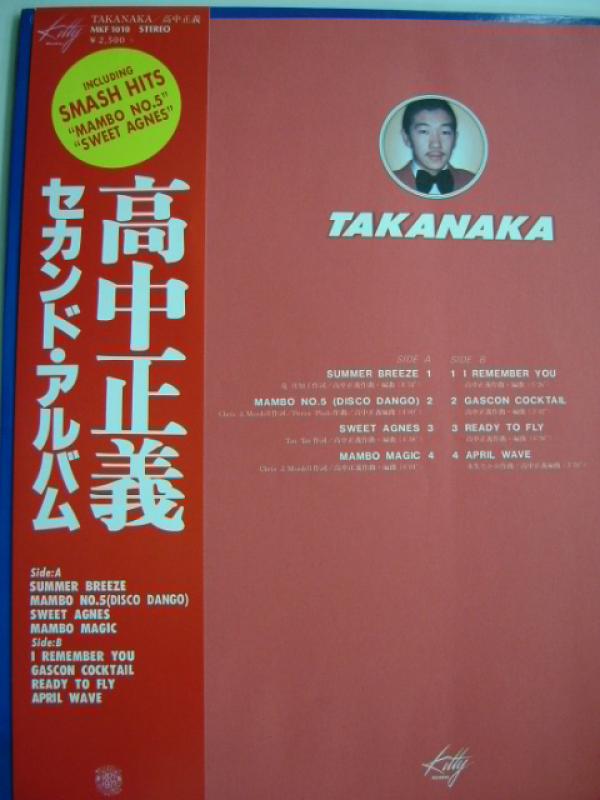 Kitty
TAKANAKA/高中正義
MKF 1010 STEREO
¥2,500-
INCLUDING
SMASH HITS
"MAMBO NO.5"
"SWEET AGNES"
高中正義
セカンド・アルバム
Side:A
SUMMER BREEZE
MAMBO NO.5(DISCO DANGO)
SWEET AGNES
MAMBO MAGIC
Side:B
I REMEMBER YOU
GASCON COCKTAIL
READY TO FLY
APRIL WAVE
TAKANAKA
SIDE A SIDE B
SUMMER BREEZE 1 1 I REMEMBER YOU
MAMBO NO.5 (DISCO DANGO) 2 2 GASCON COCKTAIL
SWEET AGNES 3 3 READY TO FLY
MAMBO MAGIC 4 4 APRIL WAVE
Kitty